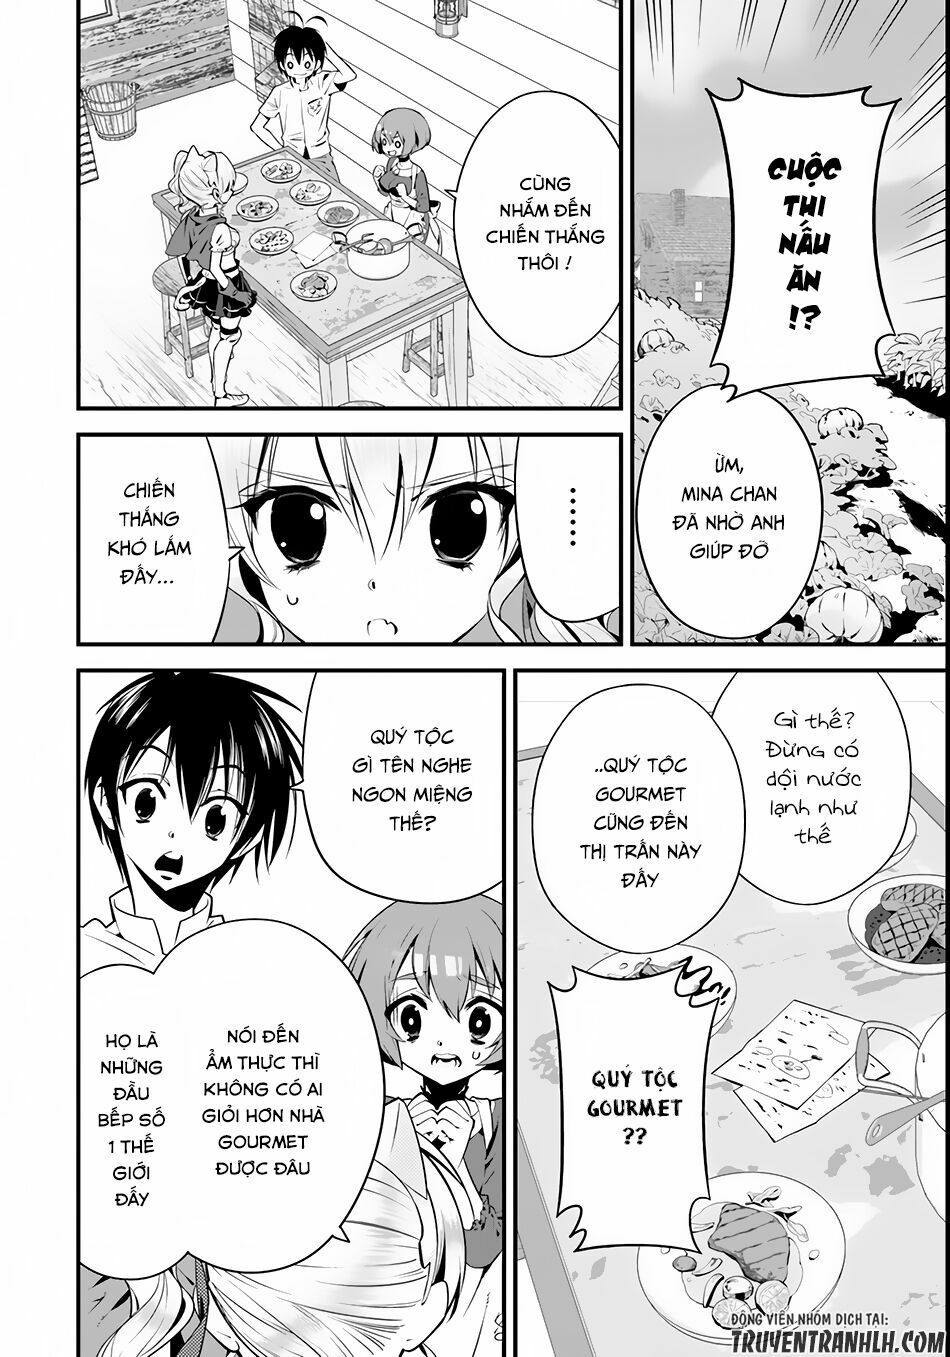 CUỘC
THI
NẤU
ĂN
!?
ỪM,
MINA CHAN
ĐÃ NHỜ ANH
GIÚP ĐỠ
CÙNG
NHẮM ĐẾN
CHIẾN THẮNG
THÔI !
......
CHIẾN
THẮNG
KHÓ LẮM
ĐẤY...
Gì thế?
Đừng có
dội nước
lạnh như
thế
..QUÝ TỘC
GOURMET
CŨNG ĐẾN
THỊ TRẤN NÀY
ĐẤY
QUÝ TỘC
GOURMET
??
QUÝ TỘC
GÌ TÊN NGHE
NGON MIỆNG
THẾ?
NÓI ĐẾN
ẨM THỰC THÌ
KHÔNG CÓ AI
GIỎI HƠN NHÀ
GOURMET
ĐƯỢC ĐÂU
HỌ LÀ
NHỮNG
ĐẦU
BẾP SỐ
1 THẾ
GIỚI
ĐẤY
ĐỘNG VIÊN NHÓM DỊCH TẠI:
TRUYENTRANHLH.COM